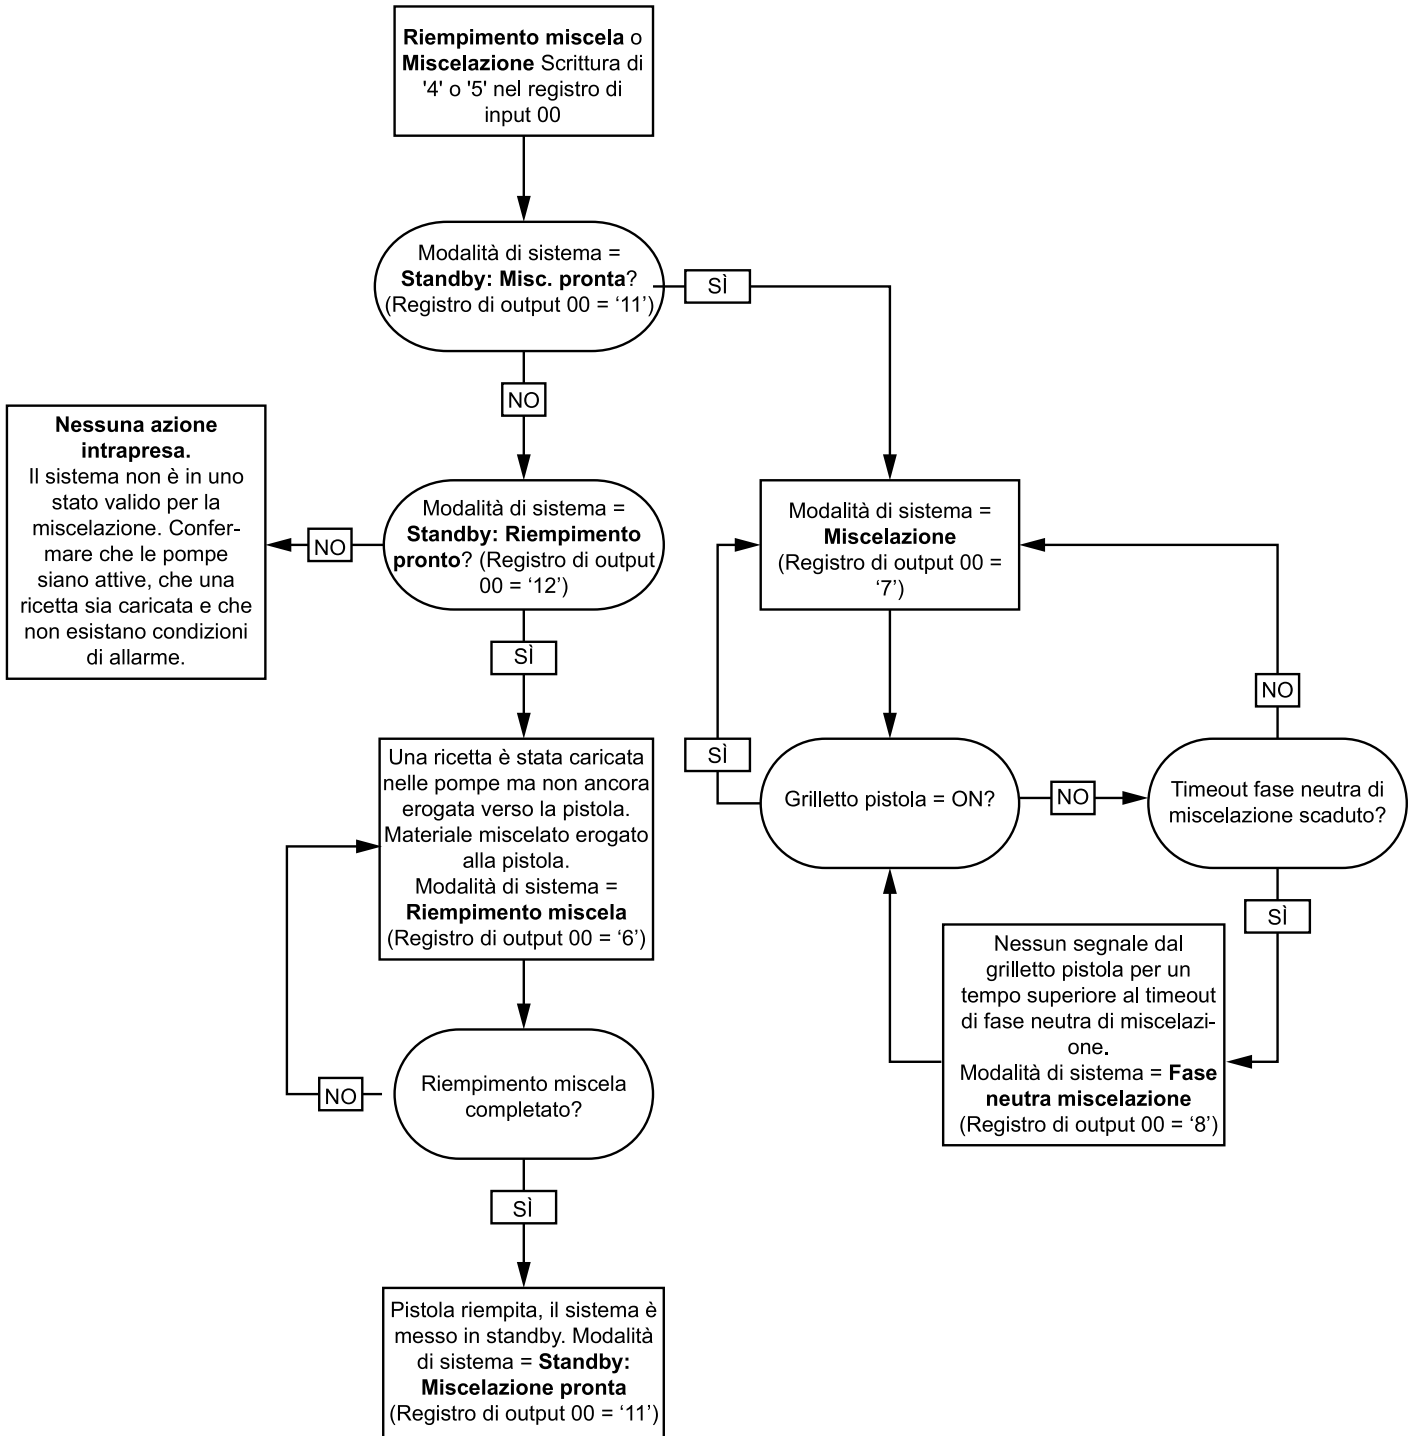 Riempimento miscela o
Miscelazione Scrittura di
'4' o '5' nel registro di
input 00
Modalità di sistema =
Standby: Misc. pronta?
(Registro di output 00 = ‘11’)
SÌ
NO
Nessuna azione
intrapresa.
Il sistema non è in uno
stato valido per la
miscelazione. Confer-
mare che le pompe
siano attive, che una
ricetta sia caricata e che
non esistano condizioni
di allarme.
NO
Modalità di sistema =
Standby: Riempimento
pronto? (Registro di output
00 = ‘12’)
Modalità di sistema =
Miscelazione
(Registro di output 00 =
‘7’)
SÌ
NO
SÌ
Una ricetta è stata caricata
nelle pompe ma non ancora
erogata verso la pistola.
Materiale miscelato erogato
alla pistola.
Modalità di sistema =
Riempimento miscela
(Registro di output 00 = ‘6’)
Grilletto pistola = ON?
NO
Timeout fase neutra di
miscelazione scaduto?
SÌ
Nessun segnale dal
grilletto pistola per un
tempo superiore al timeout
di fase neutra di miscelazi-
one.
Modalità di sistema = Fase
neutra miscelazione
(Registro di output 00 = ‘8’)
NO
Riempimento miscela
completato?
SÌ
Pistola riempita, il sistema è
messo in standby. Modalità
di sistema = Standby:
Miscelazione pronta
(Registro di output 00 = ‘11’)